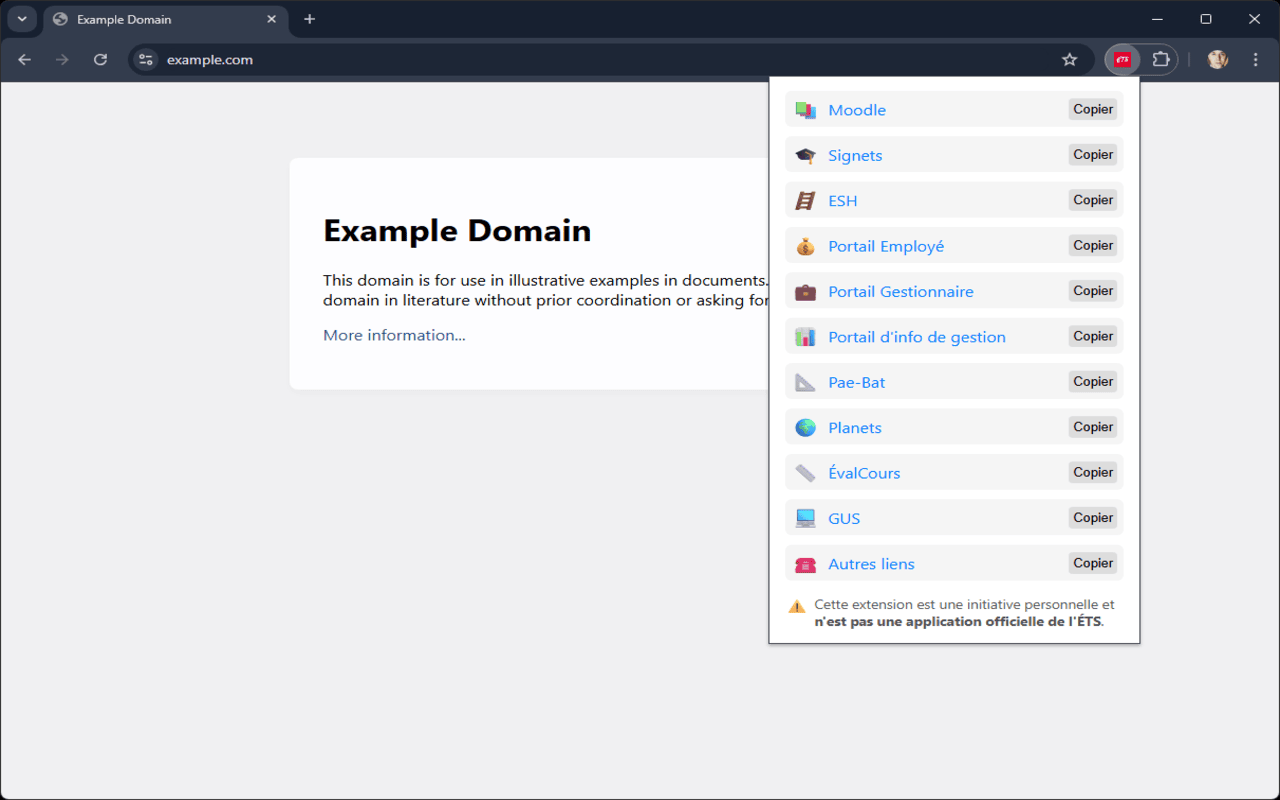 Example Domain
example.com
ÉTS
Example Domain
This domain is for use in illustrative examples in documents.
domain in literature without prior coordination or asking for
More information...
Moodle Copier
Signets Copier
ESH Copier
Portail Employé Copier
Portail Gestionnaire Copier
Portail d'info de gestion Copier
Pae-Bat Copier
Planets Copier
ÉvalCours Copier
GUS Copier
Autres liens Copier
Cette extension est une initiative personnelle et
n'est pas une application officielle de l'ÉTS.